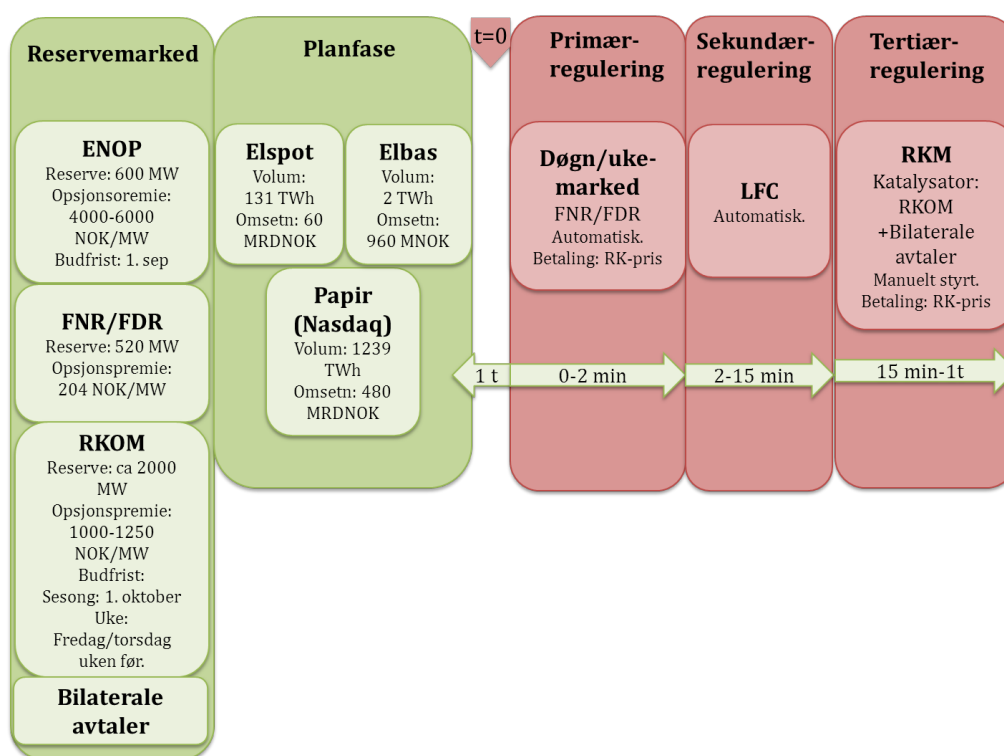 Reservemarked
ENOP
Reserve: 600 MW
Opsjonsoremie:
4000-6000
NOK/MW
Budfrist: 1. sep
FNR/FDR
Reserve: 520 MW
Opsjonspremie:
204 NOK/MW
RKOM
Reserve: ca 2000
MW
Opsjonspremie:
1000-1250
NOK/MW
Budfrist:
Sesong: 1. oktober
Uke:
Fredag/torsdag
uken før.
Bilaterale
avtaler
Planfase
Elspot
Volum:
131 TWh
Omsetn: 60
MRDNOK
Elbas
Volum:
2 TWh
Omsetn:
960 MNOK
Papir
(Nasdaq)
Volum: 1239
TWh
Omsetn: 480
MRDNOK
t=0
1 t
Primær-
regulering
Døgn/uke-
marked
FNR/FDR
Automatisk.
Betaling: RK-pris
0-2 min
Sekundær-
regulering
LFC
Automatisk.
2-15 min
Tertiær-
regulering
RKM
Katalysator:
RKOM
+Bilaterale
avtaler
Manuelt styrt.
Betaling: RK-pris
15 min-1t